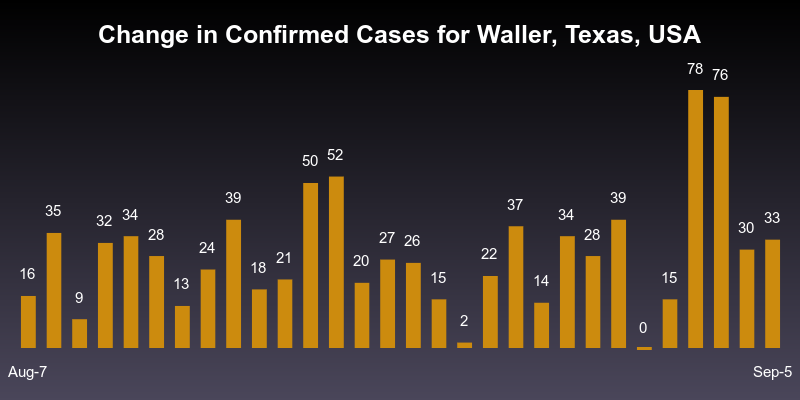 Change in Confirmed Cases for Waller, Texas, USA
16 35 9 32 34 28 13 24 39 18 21 50 52 20 27 26 15 2 22 37 14 34 28 39 0 15 78 76 30 33
Aug-7 Sep-5